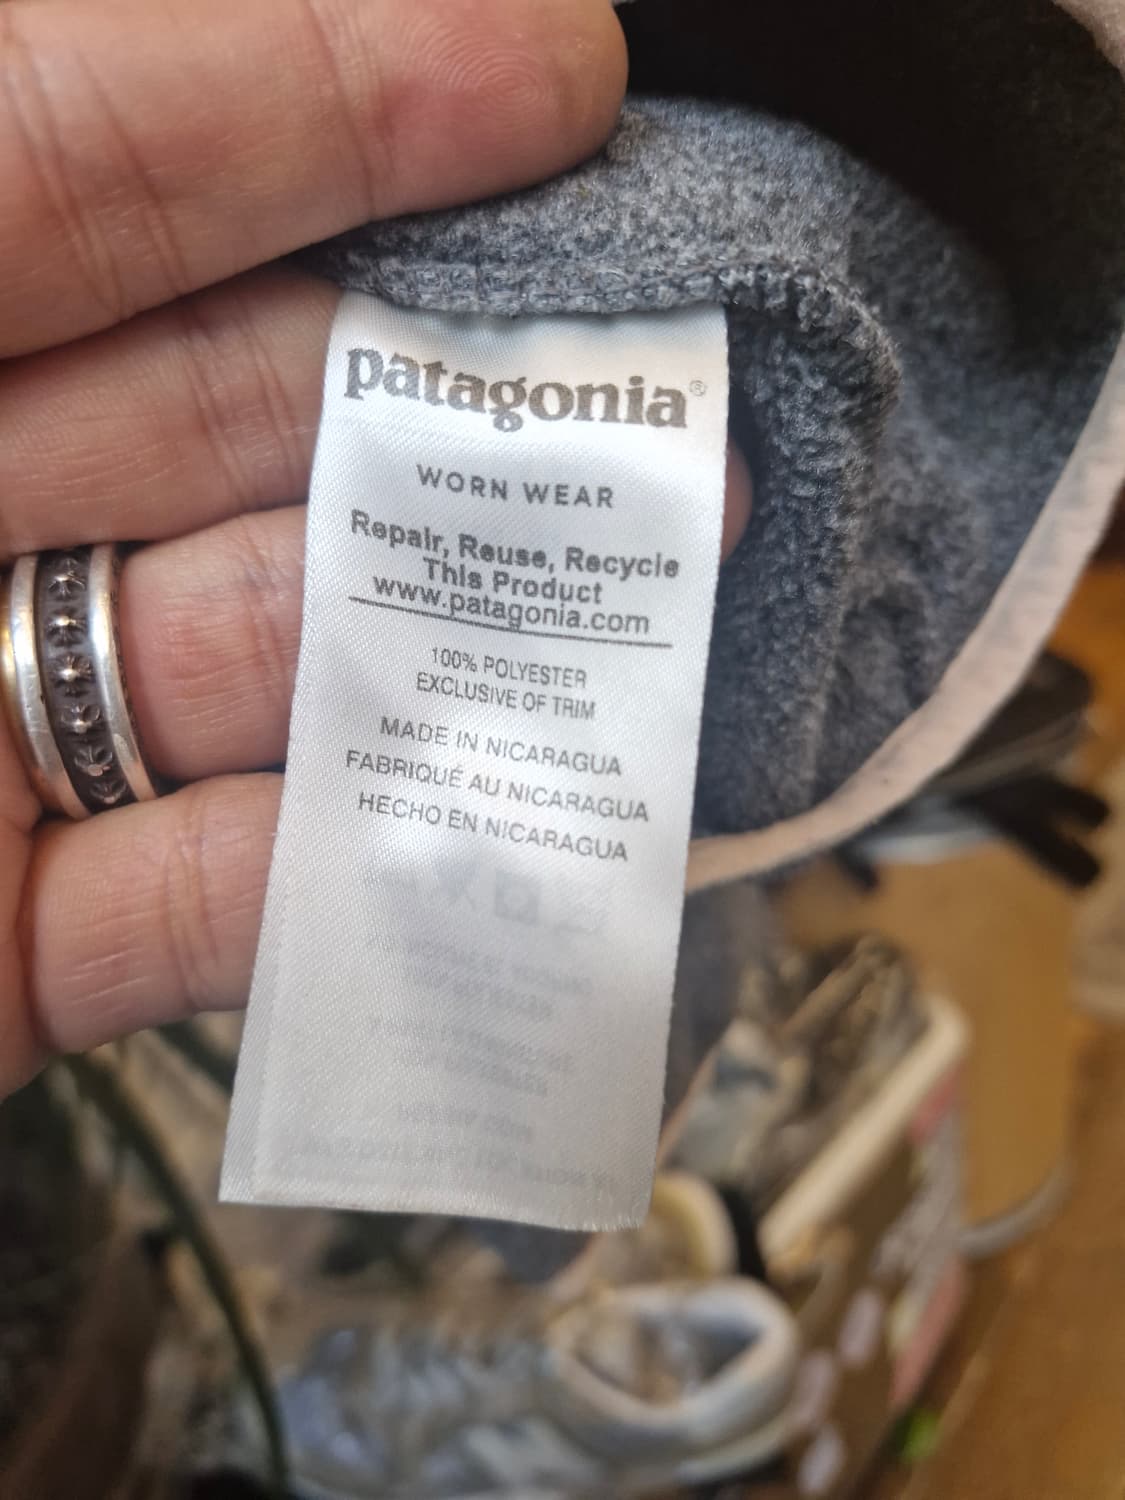 patagonia®
WORN WEAR
Repair, Reuse, Recycle
This Product
www.patagonia.com
100% POLYESTER
EXCLUSIVE OF TRIM
MADE IN NICARAGUA
FABRIQUÉ AU NICARAGUA
HECHO EN NICARAGUA